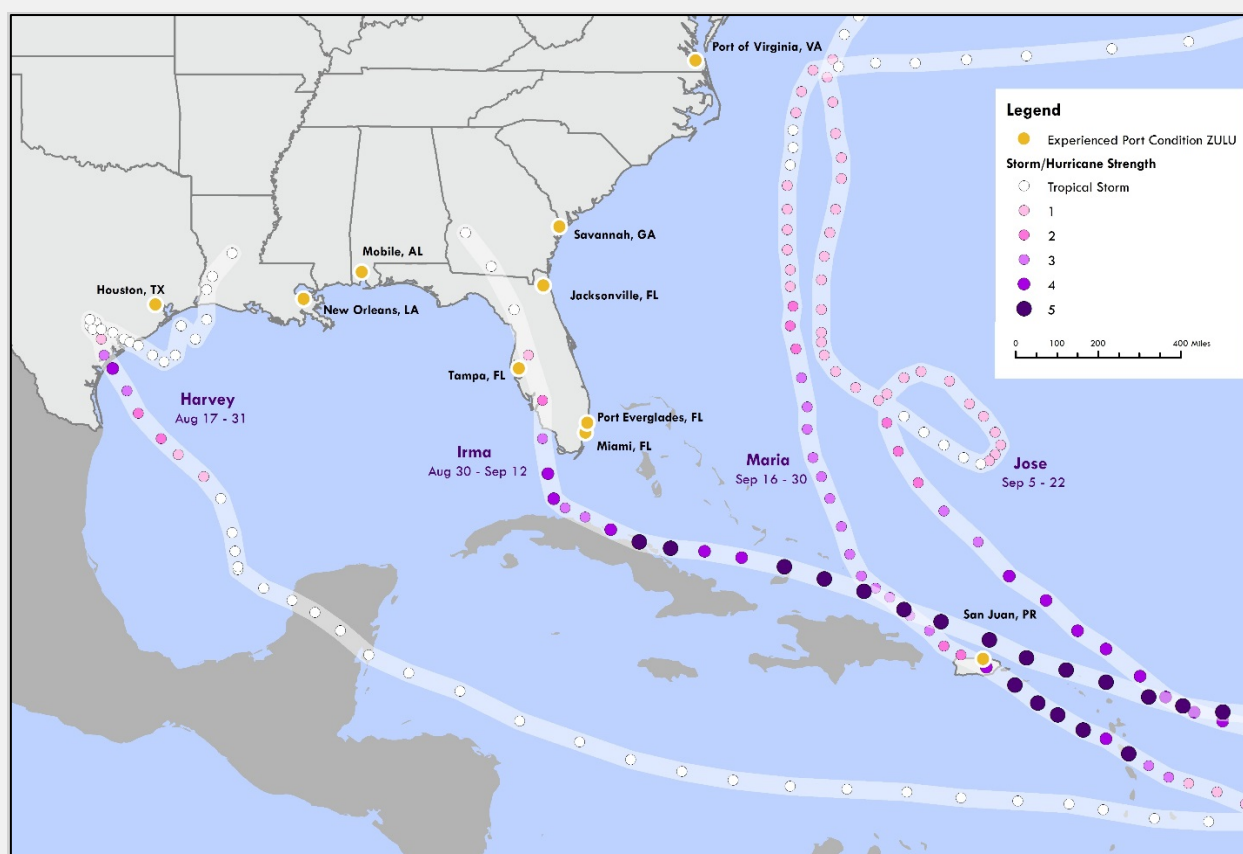 Port of Virginia, VA
Legend
Experienced Port Condition ZULU
Storm/Hurricane Strength
Tropical Storm
1
2
3
4
5
0 100 200 400 Miles
Savannah, GA
Mobile, AL
Houston, TX
New Orleans, LA
Jacksonville, FL
Tampa, FL
Port Everglades, FL
Miami, FL
Harvey
Aug 17 - 31
Irma
Aug 30 - Sep 12
Maria
Sep 16 - 30
Jose
Sep 5 - 22
San Juan, PR